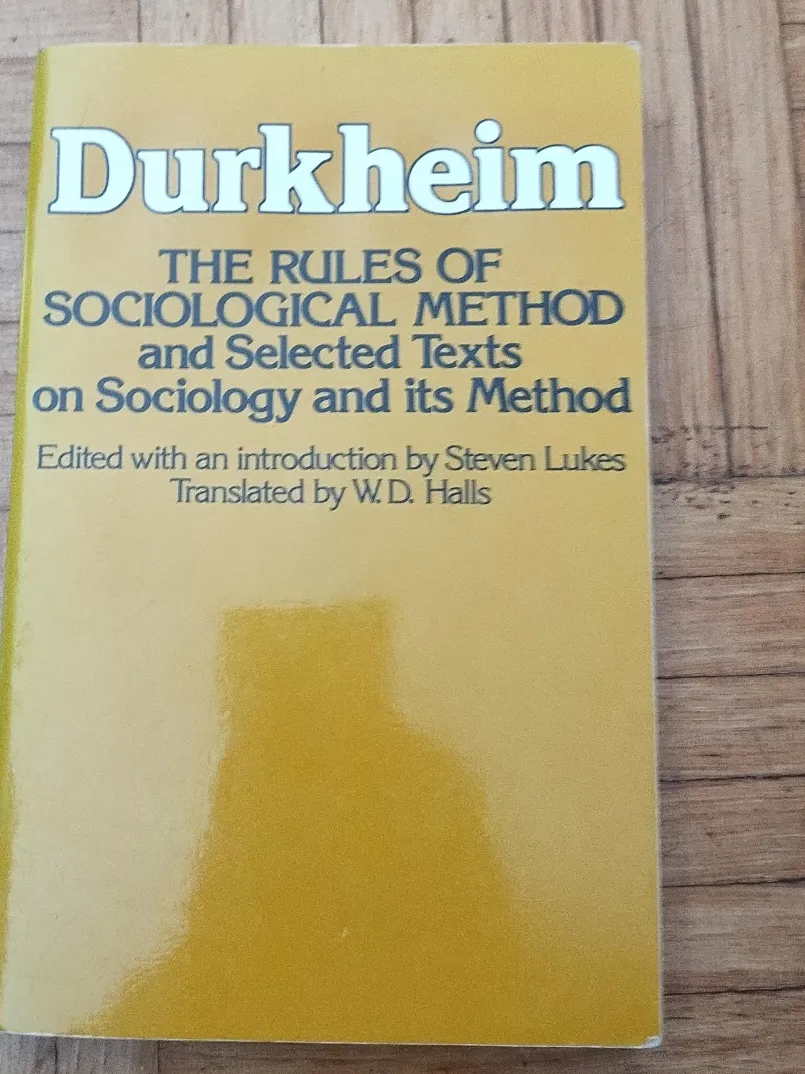 Durkheim
THE RULES OF
SOCIOLOGICAL METHOD
and Selected Texts
on Sociology and its Method
Edited with an introduction by Steven Lukes
Translated by W.D. Halls